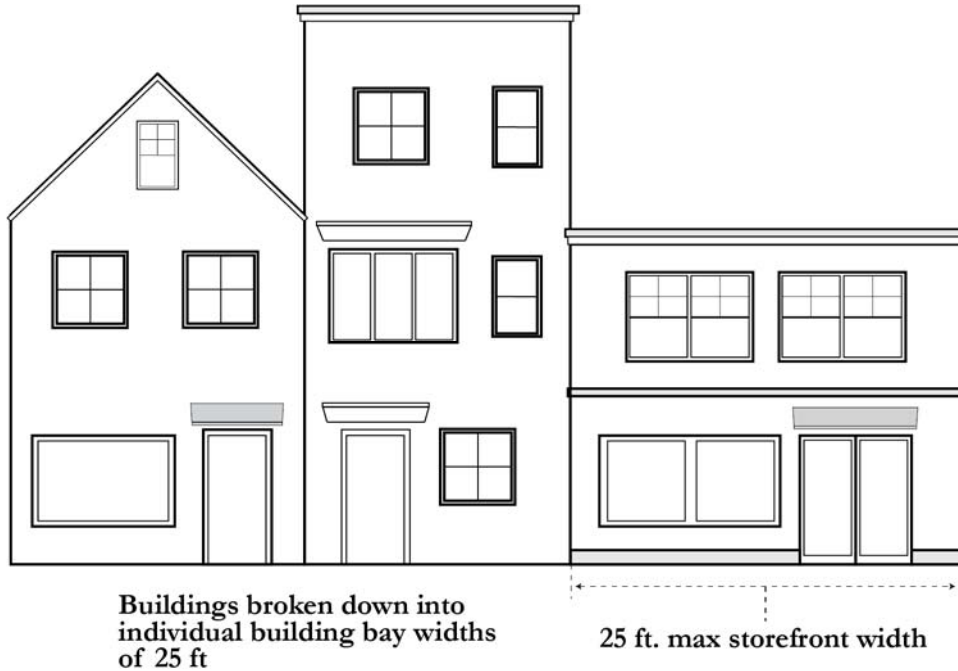 Buildings broken down into
individual building bay widths
of 25 ft
25 ft. max storefront width